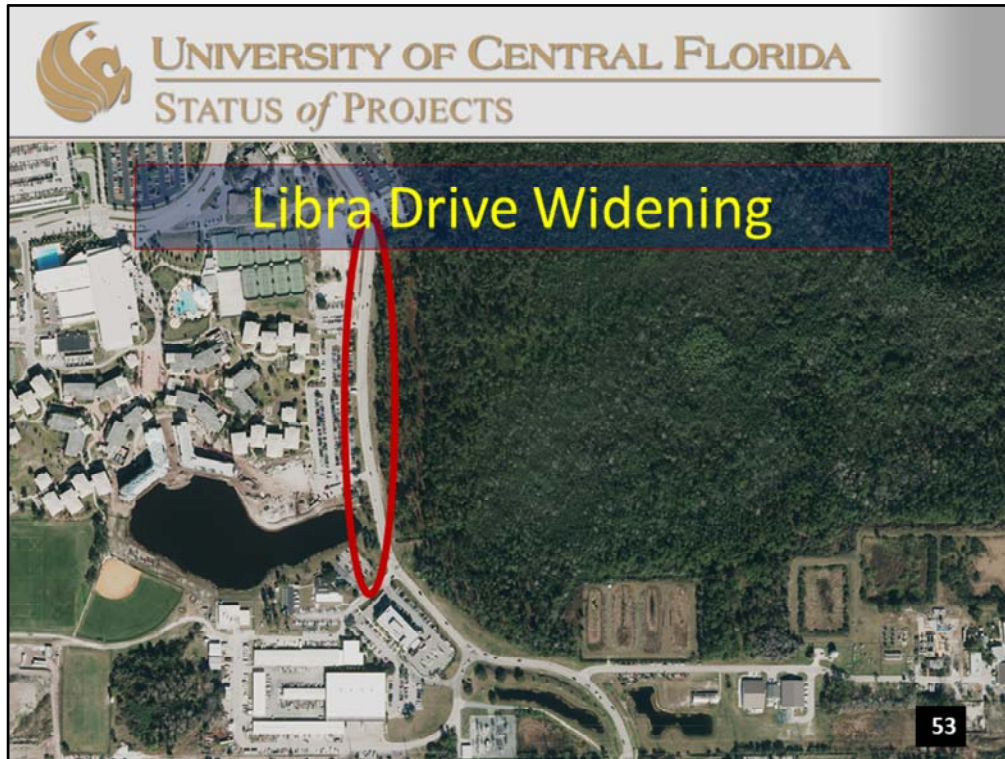 UNIVERSITY OF CENTRAL FLORIDA
STATUS of PROJECTS
Libra Drive Widening
53